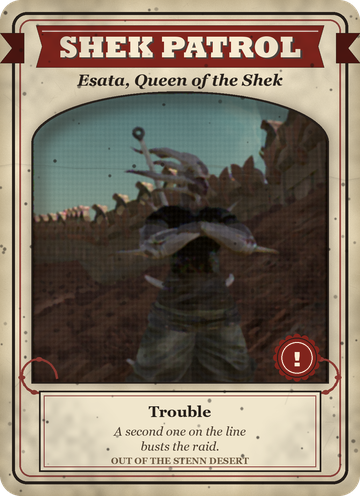 SHEK PATROL
Esata, Queen of the Shek
!
Trouble
A second one on the line
busts the raid.
OUT OF THE STENN DESERT